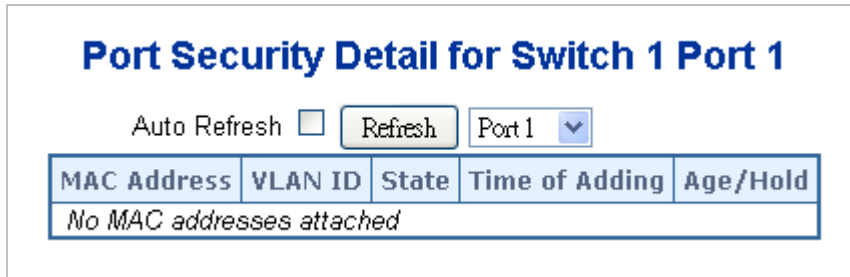 Port Security Detail for Switch 1 Port 1
Auto Refresh Refresh Port 1
MAC Address VLAN ID State Time of Adding Age/Hold
No MAC addresses attached